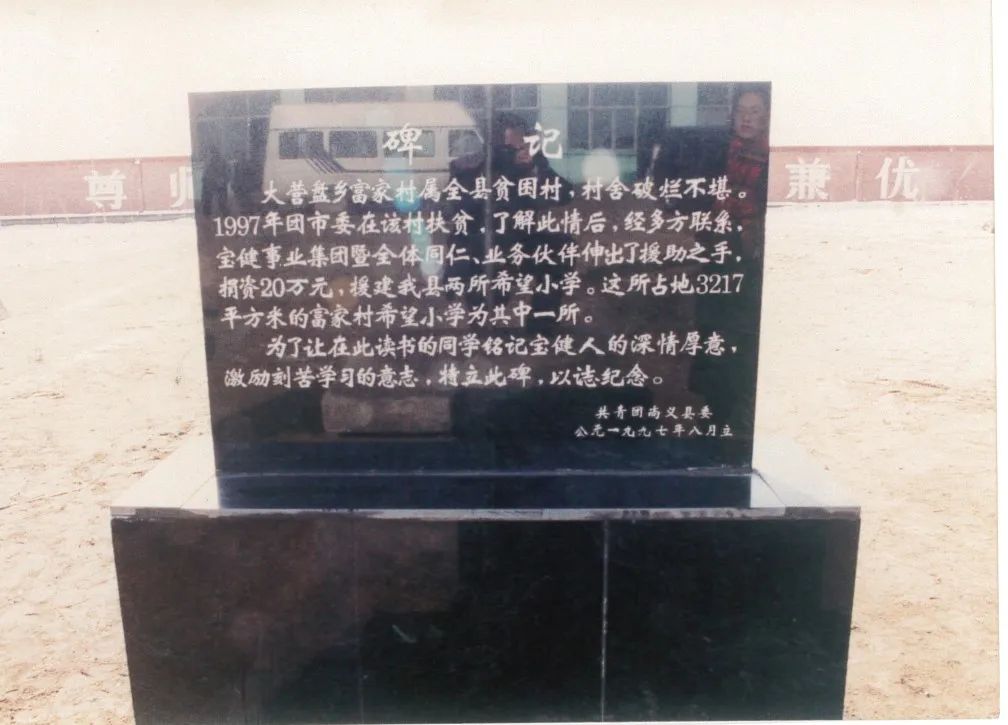 碑 记
大营盘乡富家村属全县贫困村，村舍破烂不堪。
1997年团市委在该村扶贫，了解此情后，经多方联系，
宝健事业集团暨全体同仁、业务伙伴伸出了援助之手，
捐资20万元，援建我县两所希望小学。这所占地3217
平方米的富家村希望小学为其中一所。
为了让在此读书的同学铭记宝健人的深情厚意，
激励刻苦学习的意志，特立此碑，以誌纪念。
共青团尚义县委
公元一九九七年八月立
尊师
兼优